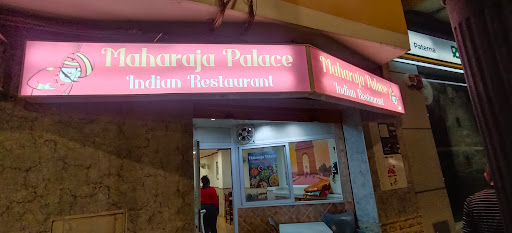 Maharaja Palace
Indian Restaurant
Maharaja Palace
Indian Restaurant
Paterna